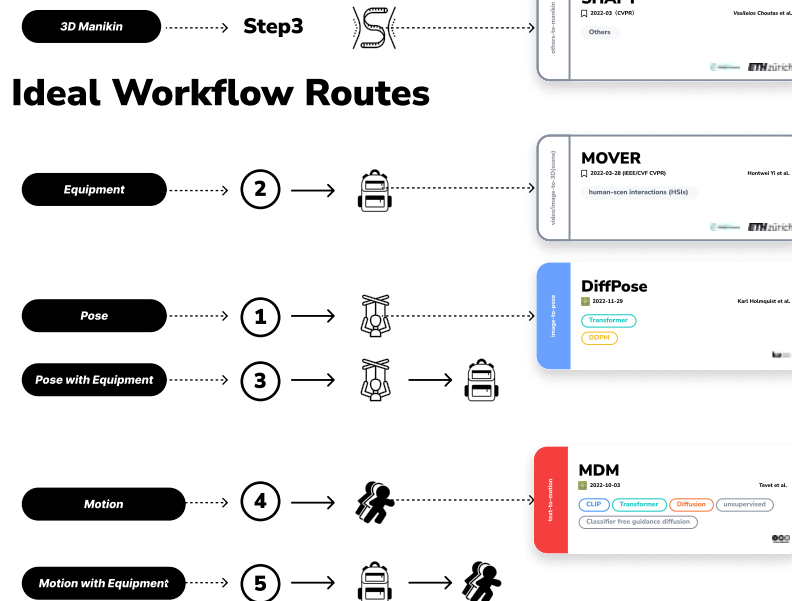 3D Manikin
Step3
others-to-manikin
2022-03 (CVPR)
Vasileios Choutas et al.
Others
ETH zürich
Ideal Workflow Routes
Equipment
2
video/image-to-3D(scene)
MOVER
2022-03-28 (IEEE/CVF CVPR)
Hontwei Yi et al.
human-scen interactions (HSIs)
ETH zürich
Pose
1
image-to-pose
DiffPose
2022-11-29
Karl Holmquist et al.
Transformer
DDPM
Pose with Equipment
3
Motion
4
text-to-motion
MDM
2022-10-03
Tevet et al.
CLIP
Transformer
Diffusion
unsupervised
Classifier free guidance diffusion
Motion with Equipment
5